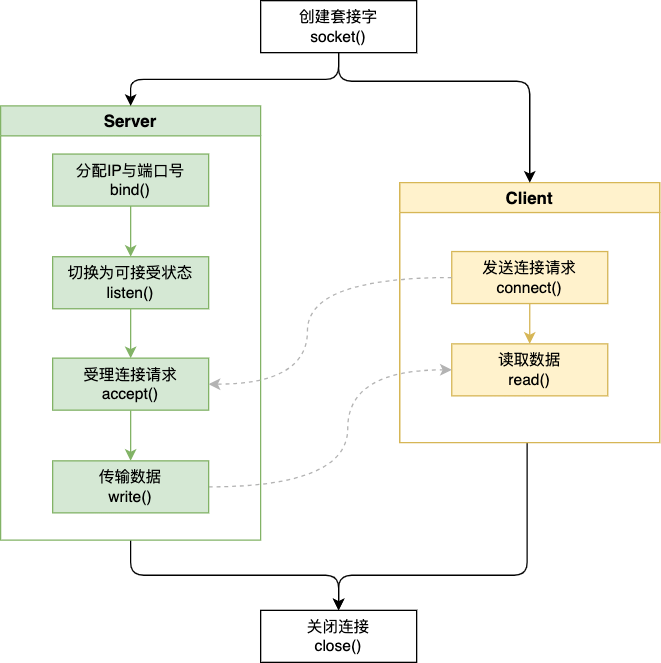 创建套接字
socket()
Server
分配IP与端口号
bind()
切换为可接受状态
listen()
受理连接请求
accept()
传输数据
write()
Client
发送连接请求
connect()
读取数据
read()
关闭连接
close()